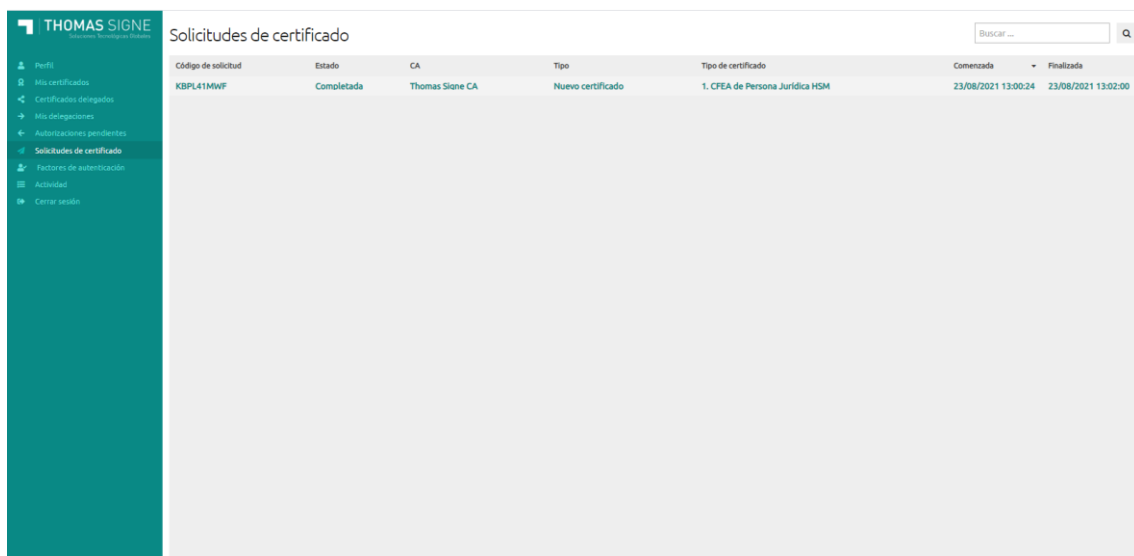 THOMAS SIGNE
Soluciones Tecnológicas Globales
Solicitudes de certificado
Buscar ...
Perfil
Mis certificados
Certificados delegados
Mis delegaciones
Autorizaciones pendientes
Solicitudes de certificado
Factores de autenticación
Actividad
Cerrar sesión
Código de solicitud Estado CA Tipo Tipo de certificado Comenzada Finalizada
KBPL41MWF Completada Thomas Signe CA Nuevo certificado 1. CFEA de Persona Jurídica HSM 23/08/2021 13:00:24 23/08/2021 13:02:00